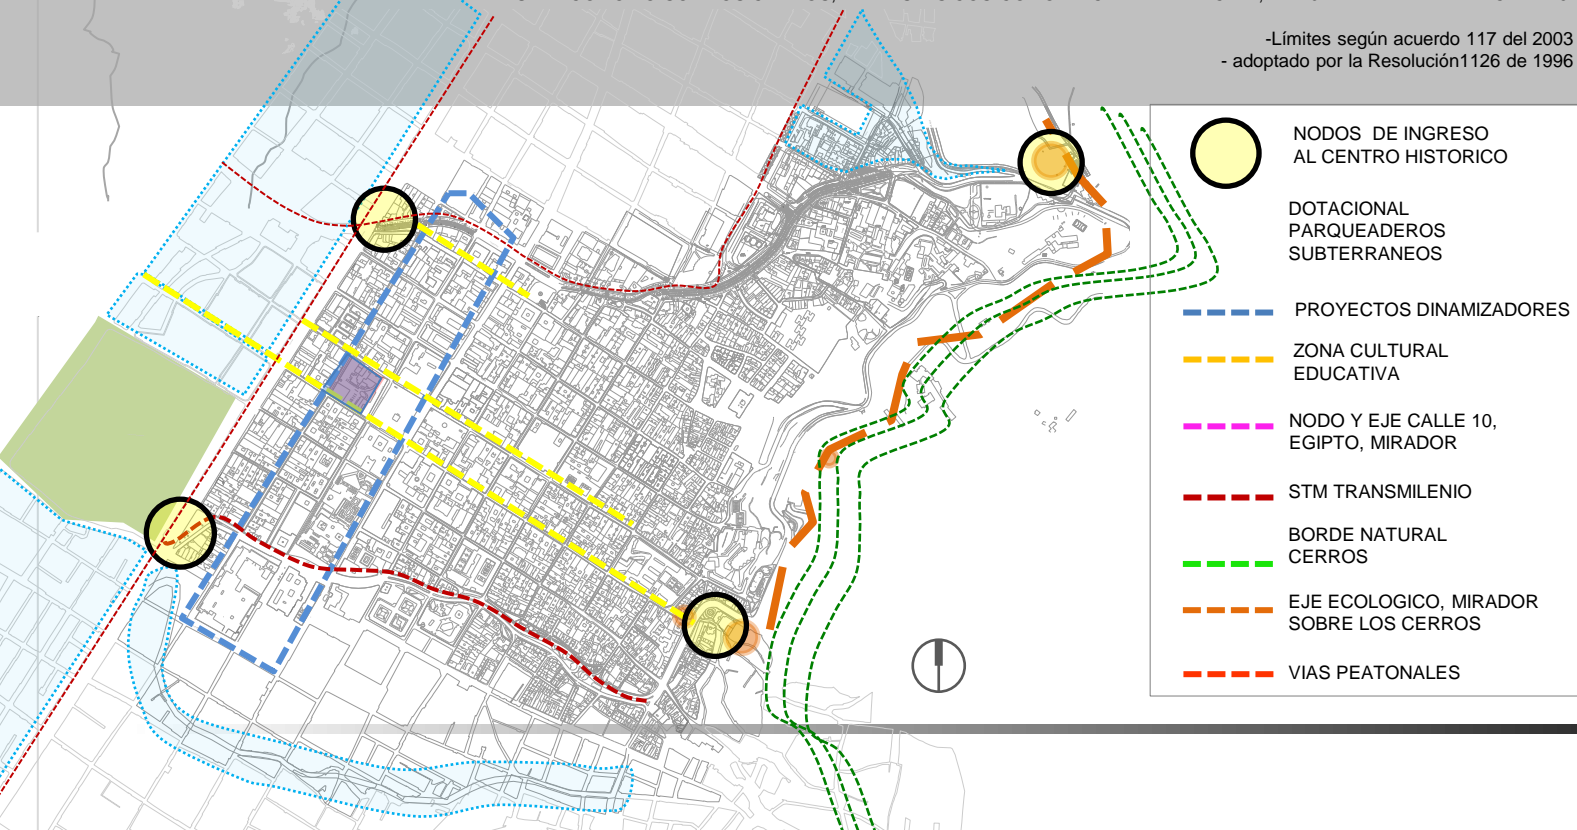 -Límites según acuerdo 117 del 2003
- adoptado por la Resolución1126 de 1996
NODOS DE INGRESO
AL CENTRO HISTORICO
DOTACIONAL
PARQUEADEROS
SUBTERRANEOS
PROYECTOS DINAMIZADORES
ZONA CULTURAL
EDUCATIVA
NODO Y EJE CALLE 10,
EGIPTO, MIRADOR
STM TRANSMILENIO
BORDE NATURAL
CERROS
EJE ECOLOGICO, MIRADOR
SOBRE LOS CERROS
VIAS PEATONALES